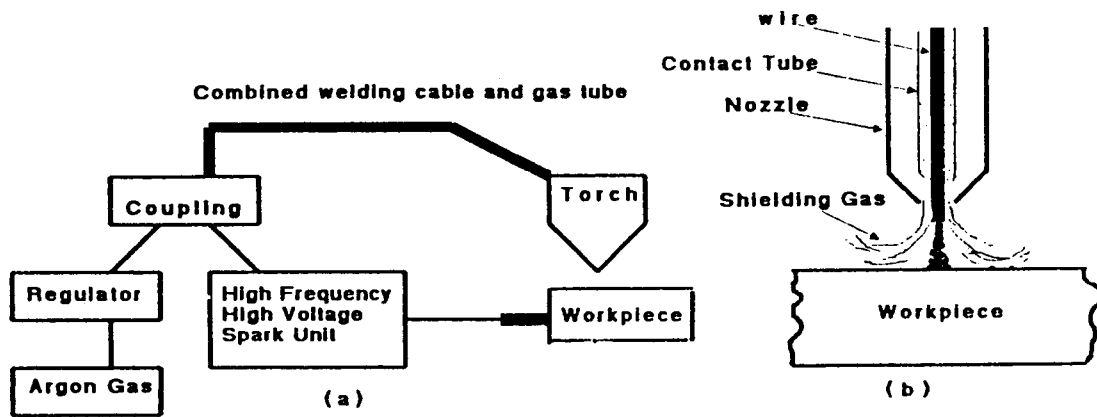 Combined welding cable and gas tube
Coupling
Torch
Regulator
High Frequency
High Voltage
Spark Unit
Workpiece
Argon Gas
(a)
wire
Contact Tube
Nozzle
Shielding Gas
Workpiece
(b)